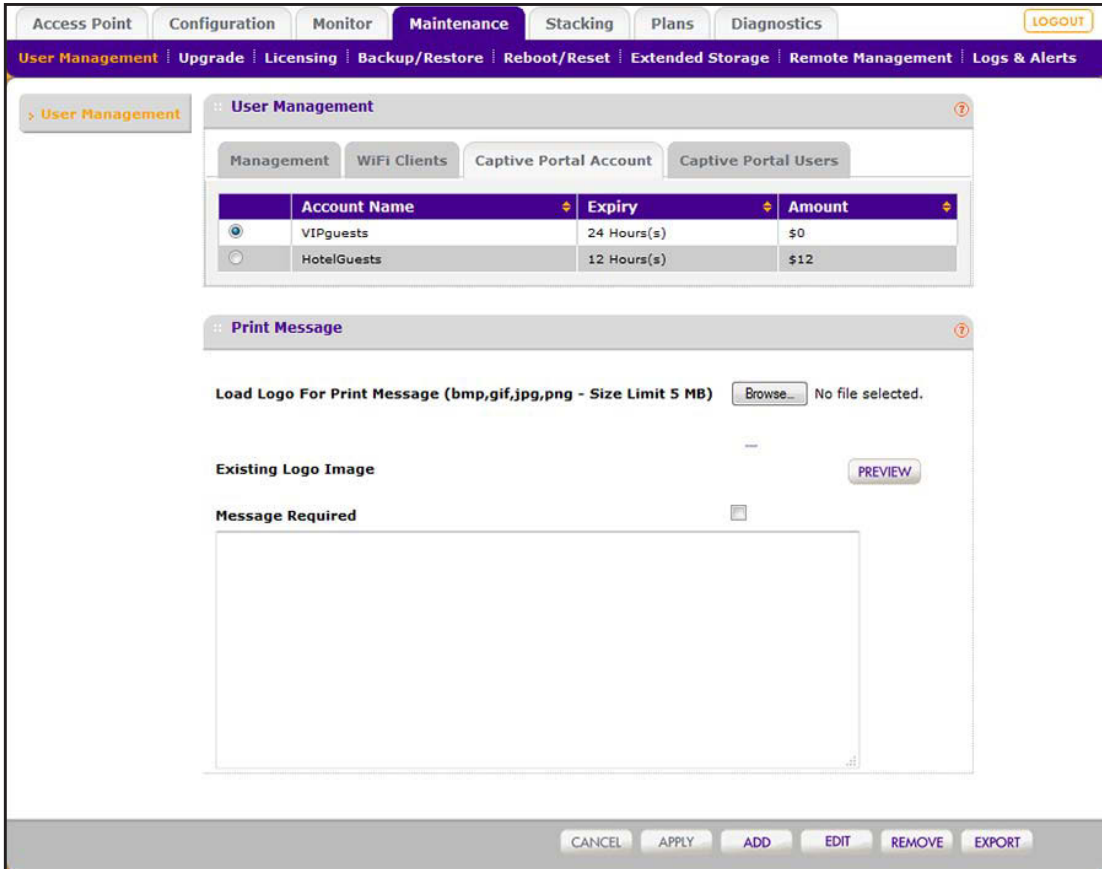 Access Point Configuration Monitor Maintenance Stacking Plans Diagnostics LOGOUT
User Management Upgrade Licensing Backup/Restore Reboot/Reset Extended Storage Remote Management Logs & Alerts
› User Management
User Management ?
Management WiFi Clients Captive Portal Account Captive Portal Users
Account Name Expiry Amount
VIPguests 24 Hours(s) $0
HotelGuests 12 Hours(s) $12
Print Message ?
Load Logo For Print Message (bmp,gif,jpg,png - Size Limit 5 MB) Browse... No file selected.
Existing Logo Image PREVIEW
Message Required
CANCEL APPLY ADD EDIT REMOVE EXPORT